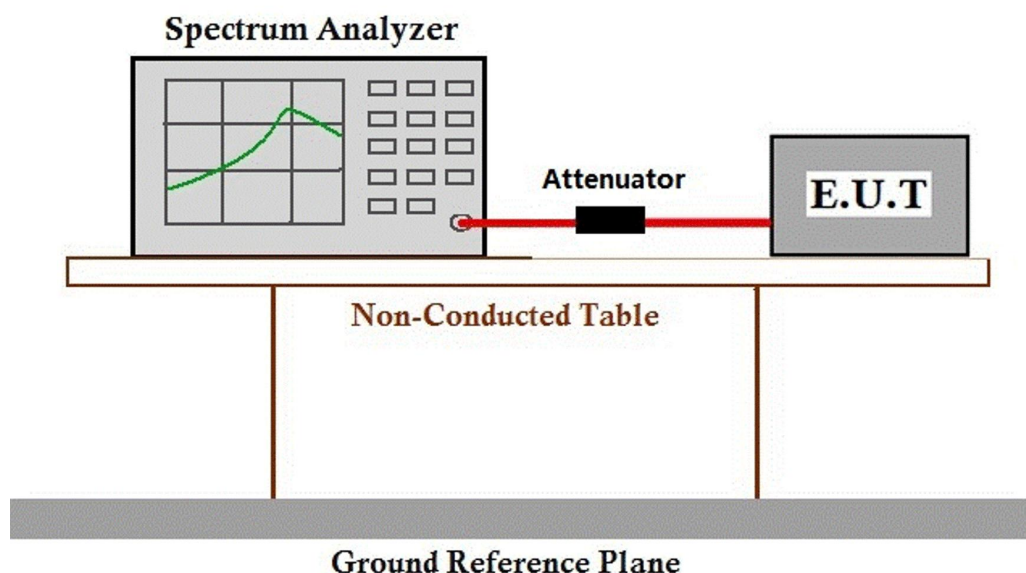 Spectrum Analyzer
Attenuator
E.U.T
Non-Conducted Table
Ground Reference Plane